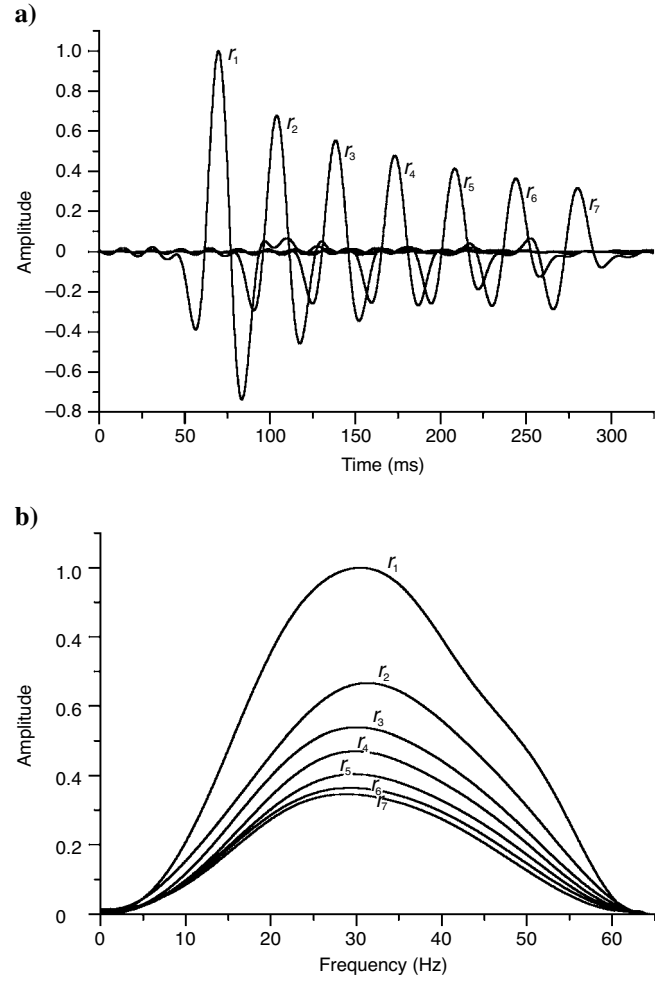 a)
1.0
0.8
0.6
0.4
0.2
0
−0.2
−0.4
−0.6
−0.8
Amplitude
r1
r2
r3
r4
r5
r6
r7
0 50 100 150 200 250 300
Time (ms)
b)
1.0
0.4
0.6
0.4
0.2
0
Amplitude
r1
r2
r3
r4
r5
r6
r7
0 10 20 30 40 50 60
Frequency (Hz)